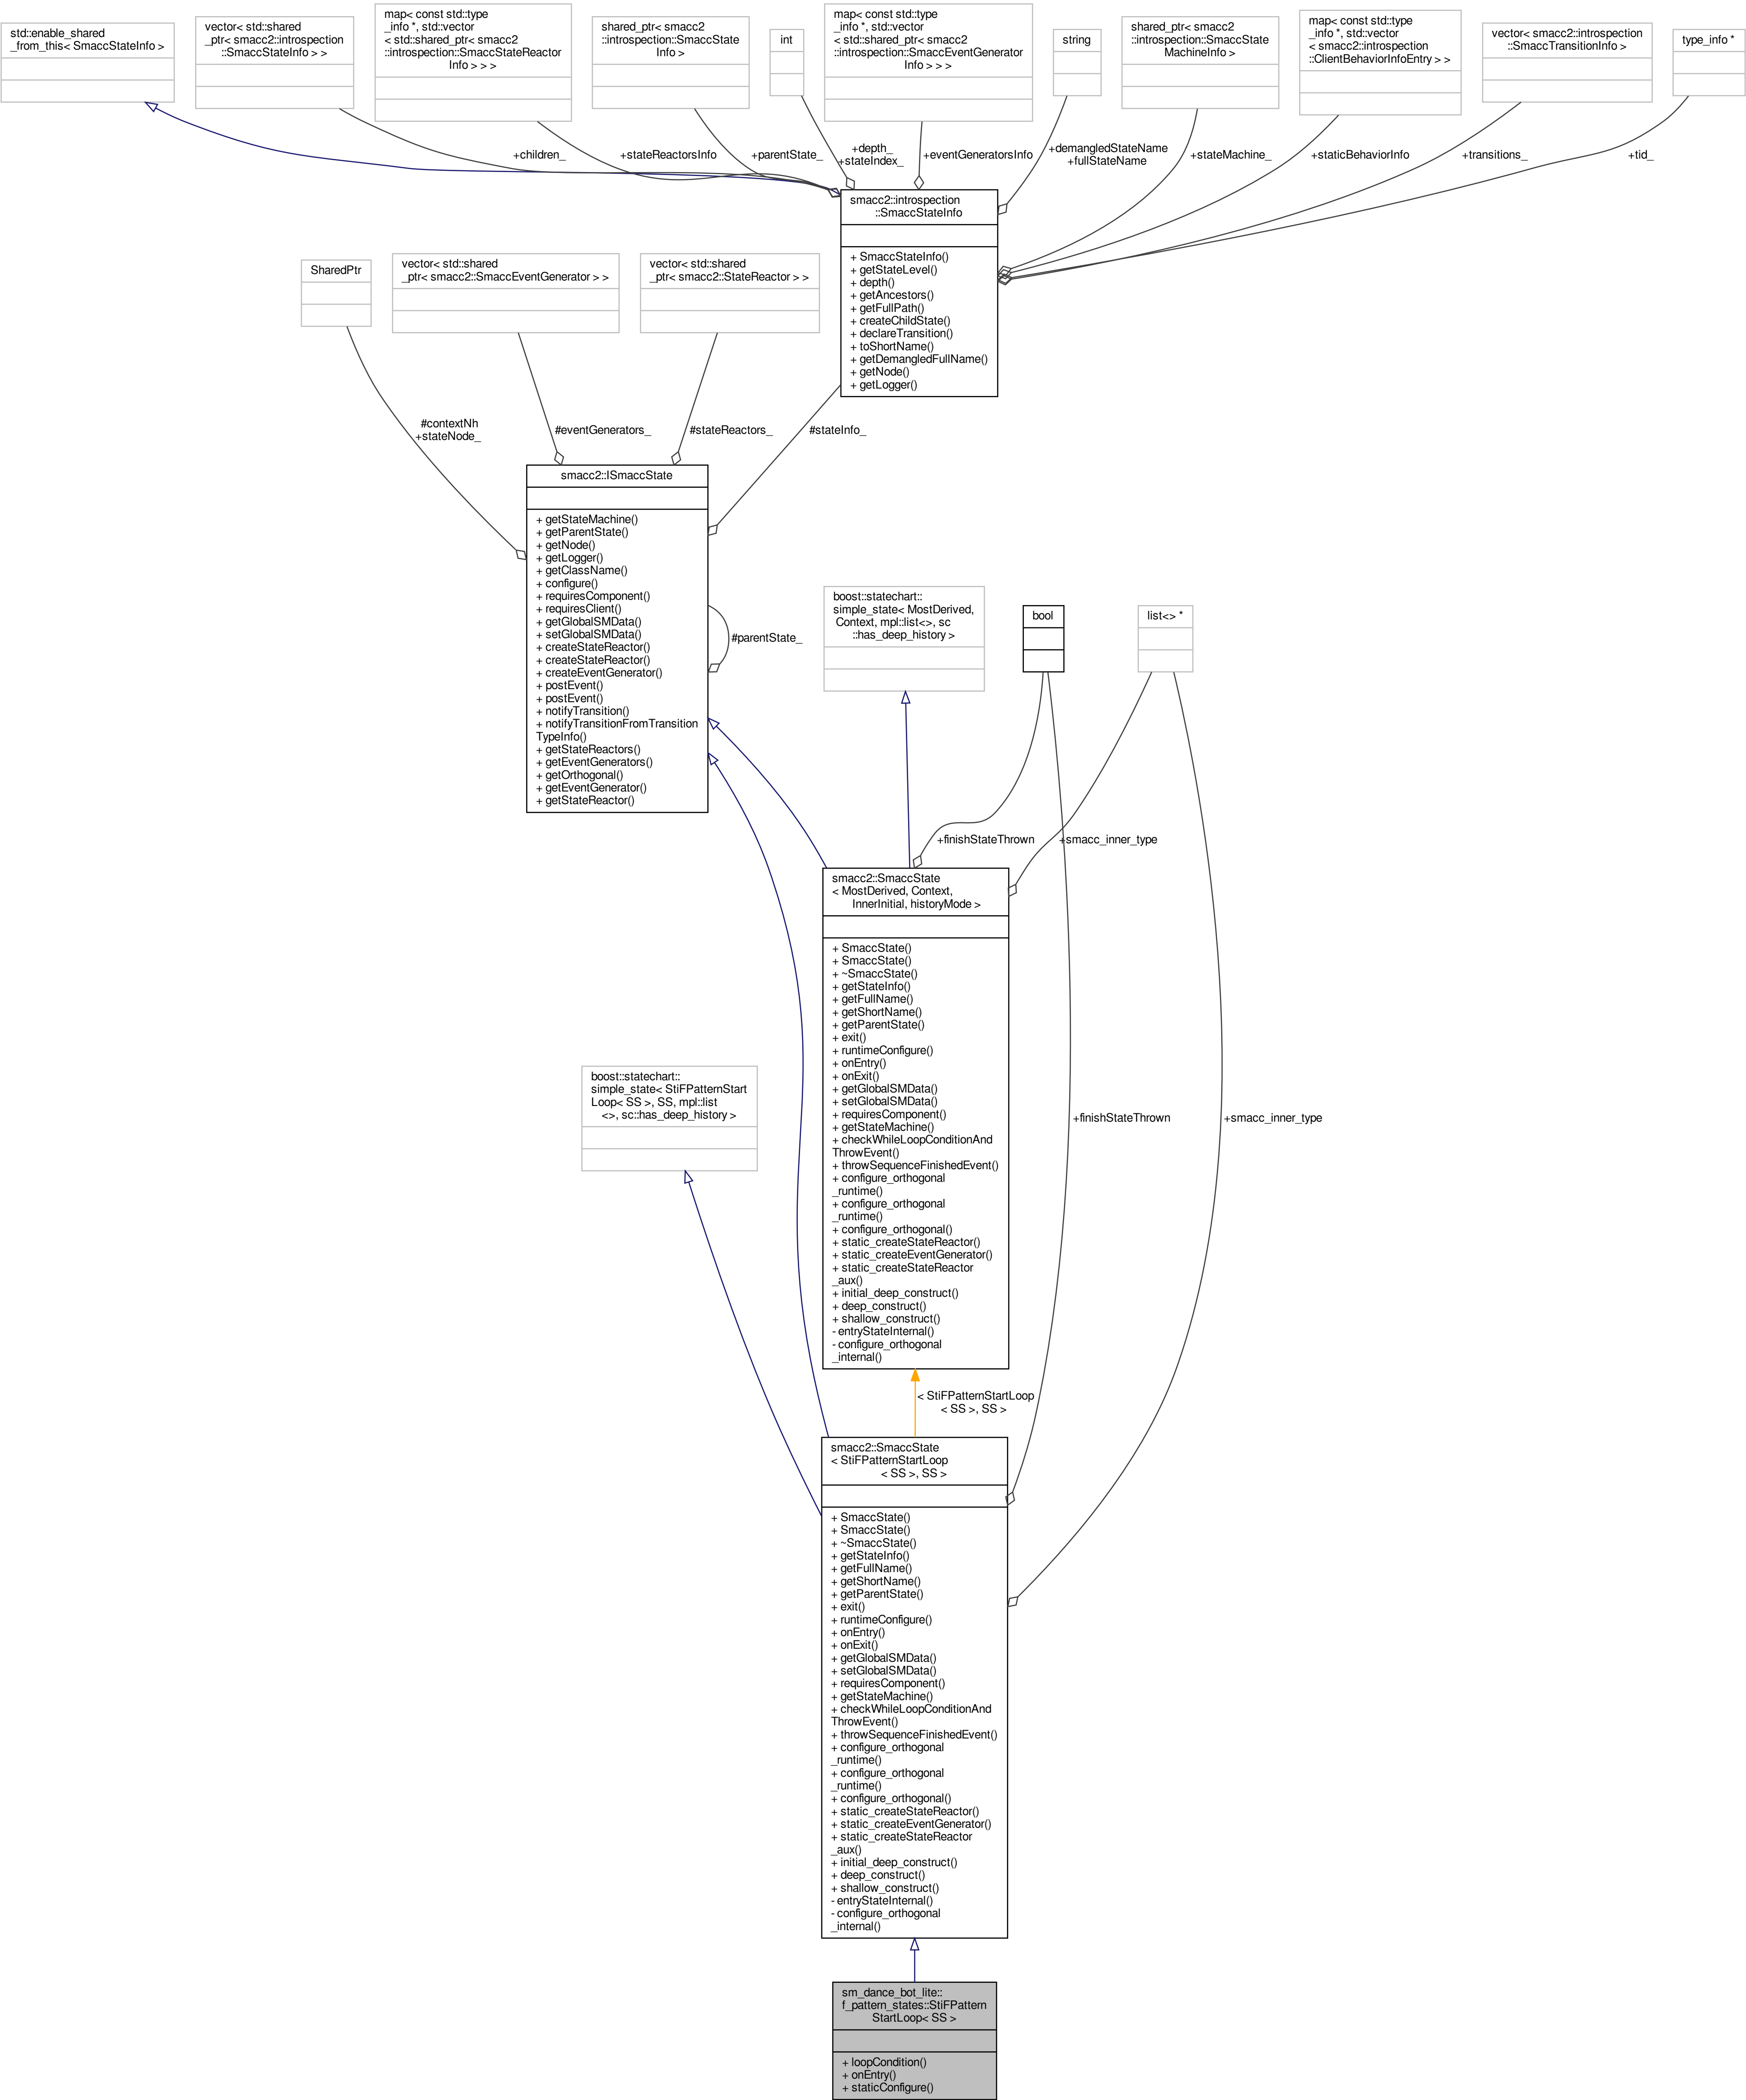 std::enable_shared
_from_this< SmaccStateInfo >
vector< std::shared
_ptr< smacc2::introspection
::SmaccStateInfo > >
map< const std::type
_info *, std::vector
< std::shared_ptr< smacc2
::introspection::SmaccStateReactor
Info > > >
shared_ptr< smacc2
::introspection::SmaccState
Info >
int
map< const std::type
_info *, std::vector
< std::shared_ptr< smacc2
::introspection::SmaccEventGenerator
Info > > >
string
shared_ptr< smacc2
::introspection::SmaccState
MachineInfo >
map< const std::type
_info *, std::vector
< smacc2::introspection
::ClientBehaviorInfoEntry > >
vector< smacc2::introspection
::SmaccTransitionInfo >
type_info *
+children_
+stateReactorsInfo
+parentState_
+depth_
+stateIndex_
+eventGeneratorsInfo
+demangledStateName
+fullStateName
+stateMachine_
+staticBehaviorInfo
+transitions_
+tid_
smacc2::introspection
::SmaccStateInfo
+ SmaccStateInfo()
+ getStateLevel()
+ depth()
+ getAncestors()
+ getFullPath()
+ createChildState()
+ declareTransition()
+ toShortName()
+ getDemangledFullName()
+ getNode()
+ getLogger()
SharedPtr
vector< std::shared
_ptr< smacc2::SmaccEventGenerator > >
vector< std::shared
_ptr< smacc2::StateReactor > >
#contextNh
+stateNode_
#eventGenerators_
#stateReactors_
#stateInfo_
smacc2::ISmaccState
+ getStateMachine()
+ getParentState()
+ getNode()
+ getLogger()
+ getClassName()
+ configure()
+ requiresComponent()
+ requiresClient()
+ getGlobalSMData()
+ setGlobalSMData()
+ createStateReactor()
+ createStateReactor()
+ createEventGenerator()
+ postEvent()
+ postEvent()
+ notifyTransition()
+ notifyTransitionFromTransition
TypeInfo()
+ getStateReactors()
+ getEventGenerators()
+ getOrthogonal()
+ getEventGenerator()
+ getStateReactor()
#parentState_
boost::statechart::
simple_state< MostDerived,
Context, mpl::list<>, sc
::has_deep_history >
bool
list<> *
+finishStateThrown
+smacc_inner_type
smacc2::SmaccState
< MostDerived, Context,
InnerInitial, historyMode >
+ SmaccState()
+ SmaccState()
+ ~SmaccState()
+ getStateInfo()
+ getFullName()
+ getShortName()
+ getParentState()
+ exit()
+ runtimeConfigure()
+ onEntry()
+ onExit()
+ getGlobalSMData()
+ setGlobalSMData()
+ requiresComponent()
+ getStateMachine()
+ checkWhileLoopConditionAnd
ThrowEvent()
+ throwSequenceFinishedEvent()
+ configure_orthogonal
_runtime()
+ configure_orthogonal
_runtime()
+ configure_orthogonal()
+ static_createStateReactor()
+ static_createEventGenerator()
+ static_createStateReactor
_aux()
+ initial_deep_construct()
+ deep_construct()
+ shallow_construct()
- entryStateInternal()
- configure_orthogonal
_internal()
boost::statechart::
simple_state< StiFPatternStart
Loop< SS >, SS, mpl::list
<>, sc::has_deep_history >
+finishStateThrown
+smacc_inner_type
< StiFPatternStartLoop
< SS >, SS >
smacc2::SmaccState
< StiFPatternStartLoop
< SS >, SS >
+ SmaccState()
+ SmaccState()
+ ~SmaccState()
+ getStateInfo()
+ getFullName()
+ getShortName()
+ getParentState()
+ exit()
+ runtimeConfigure()
+ onEntry()
+ onExit()
+ getGlobalSMData()
+ setGlobalSMData()
+ requiresComponent()
+ getStateMachine()
+ checkWhileLoopConditionAnd
ThrowEvent()
+ throwSequenceFinishedEvent()
+ configure_orthogonal
_runtime()
+ configure_orthogonal
_runtime()
+ configure_orthogonal()
+ static_createStateReactor()
+ static_createEventGenerator()
+ static_createStateReactor
_aux()
+ initial_deep_construct()
+ deep_construct()
+ shallow_construct()
- entryStateInternal()
- configure_orthogonal
_internal()
sm_dance_bot_lite::
f_pattern_states::StiFPattern
StartLoop< SS >
+ loopCondition()
+ onEntry()
+ staticConfigure()